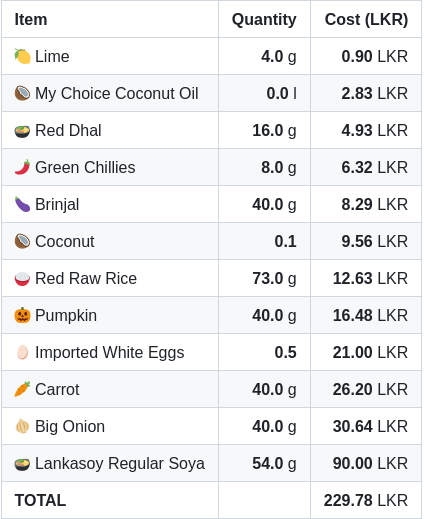 Item Quantity Cost (LKR)
🍋 Lime 4.0 g 0.90 LKR
🥥 My Choice Coconut Oil 0.0 l 2.83 LKR
🍲 Red Dhal 16.0 g 4.93 LKR
🌶️ Green Chillies 8.0 g 6.32 LKR
🍆 Brinjal 40.0 g 8.29 LKR
🥥 Coconut 0.1 9.56 LKR
🍚 Red Raw Rice 73.0 g 12.63 LKR
🎃 Pumpkin 40.0 g 16.48 LKR
🥚 Imported White Eggs 0.5 21.00 LKR
🥕 Carrot 40.0 g 26.20 LKR
🧅 Big Onion 40.0 g 30.64 LKR
🍲 Lankasoy Regular Soya 54.0 g 90.00 LKR
TOTAL 229.78 LKR